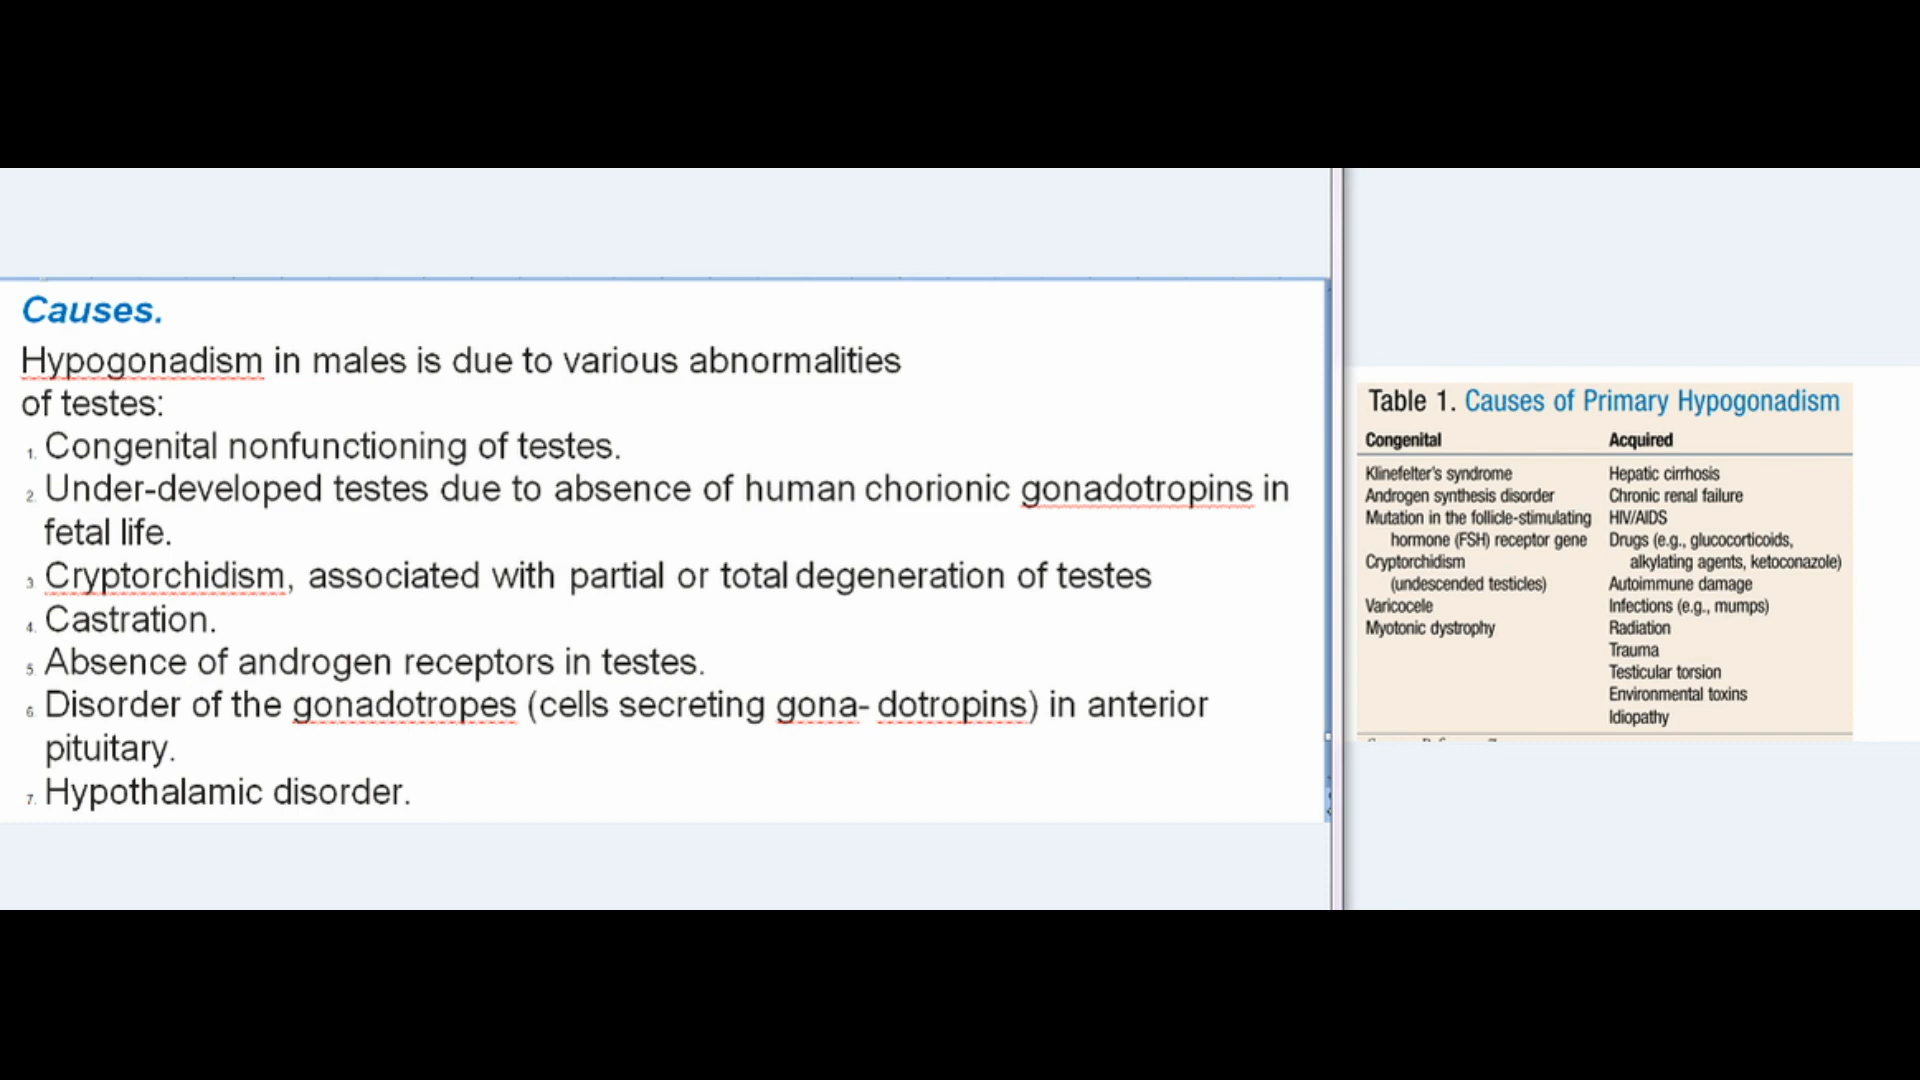 Causes.
Hypogonadism in males is due to various abnormalities
of testes:
1. Congenital nonfunctioning of testes.
2. Under-developed testes due to absence of human chorionic gonadotropins in
fetal life.
3. Cryptorchidism, associated with partial or total degeneration of testes
4. Castration.
5. Absence of androgen receptors in testes.
6. Disorder of the gonadotropes (cells secreting gona- dotropins) in anterior
pituitary.
7. Hypothalamic disorder.
Table 1. Causes of Primary Hypogonadism
Congenital
Klinefelter's syndrome
Androgen synthesis disorder
Mutation in the follicle-stimulating
hormone (FSH) receptor gene
Cryptorchidism
(undescended testicles)
Varicocele
Myotonic dystrophy
Acquired
Hepatic cirrhosis
Chronic renal failure
HIV/AIDS
Drugs (e.g., glucocorticoids,
alkylating agents, ketoconazole)
Autoimmune damage
Infections (e.g., mumps)
Radiation
Trauma
Testicular torsion
Environmental toxins
Idiopathy